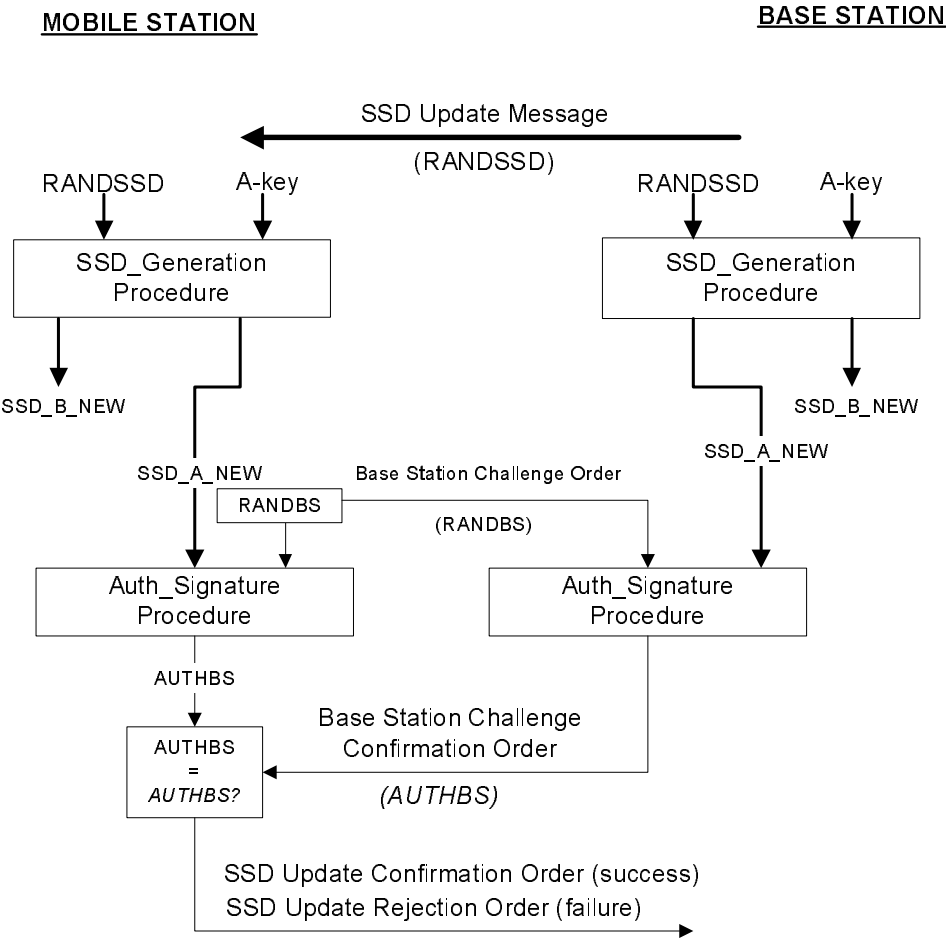 MOBILE STATION
BASE STATION
SSD Update Message
(RANDSSD)
RANDSSD
A-key
RANDSSD
A-key
SSD_Generation
Procedure
SSD_Generation
Procedure
SSD_B_NEW
SSD_B_NEW
SSD_A_NEW
SSD_A_NEW
Base Station Challenge Order
RANDBS
(RANDBS)
Auth_Signature
Procedure
Auth_Signature
Procedure
AUTHBS
Base Station Challenge
Confirmation Order
AUTHBS
=
AUTHBS?
(AUTHBS)
SSD Update Confirmation Order (success)
SSD Update Rejection Order (failure)